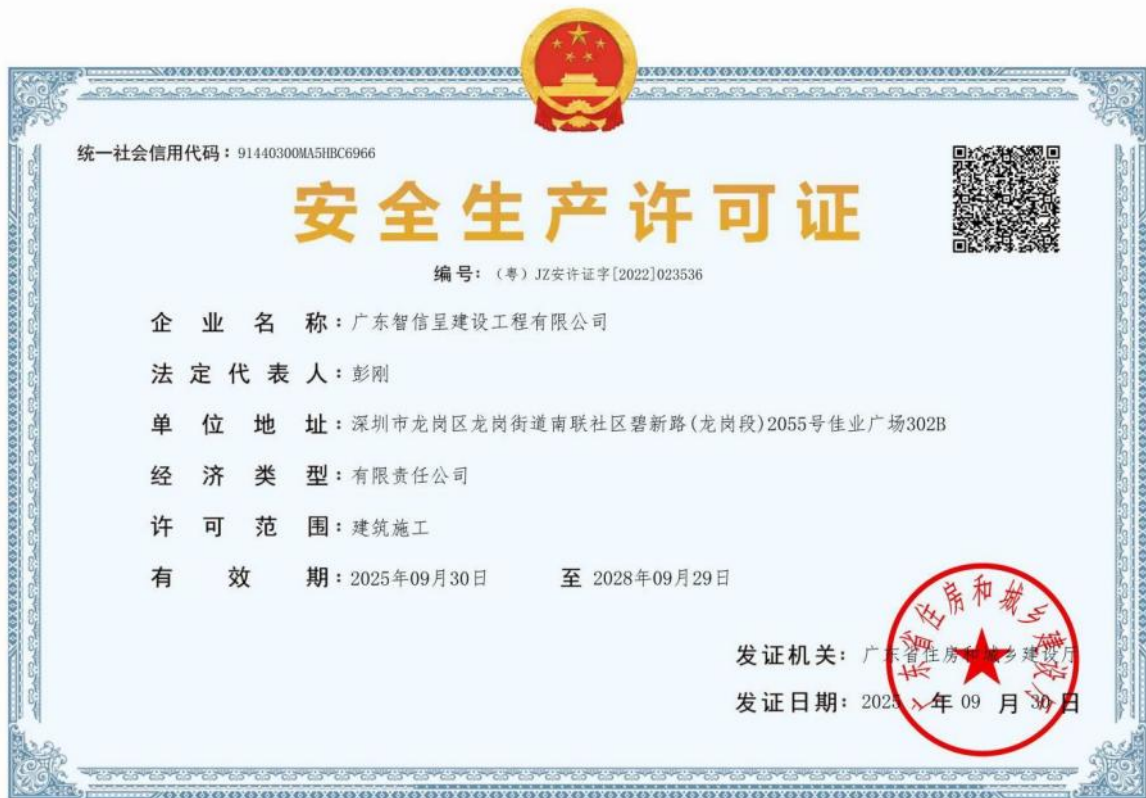 统一社会信用代码：91440300MA5HBC6966
安全生产许可证
编号：（粤）JZ安许证字[2022]023536
企业名称：广东智信呈建设工程有限公司
法定代表人：彭刚
单位地址：深圳市龙岗区龙岗街道南联社区碧新路(龙岗段)2055号佳业广场302B
经济类型：有限责任公司
许可范围：建筑施工
有效期：2025年09月30日 至 2028年09月29日
发证机关：广东省住房和城乡建设厅
发证日期：2025 年 09 月 30 日
广东省住房和城乡建设厅